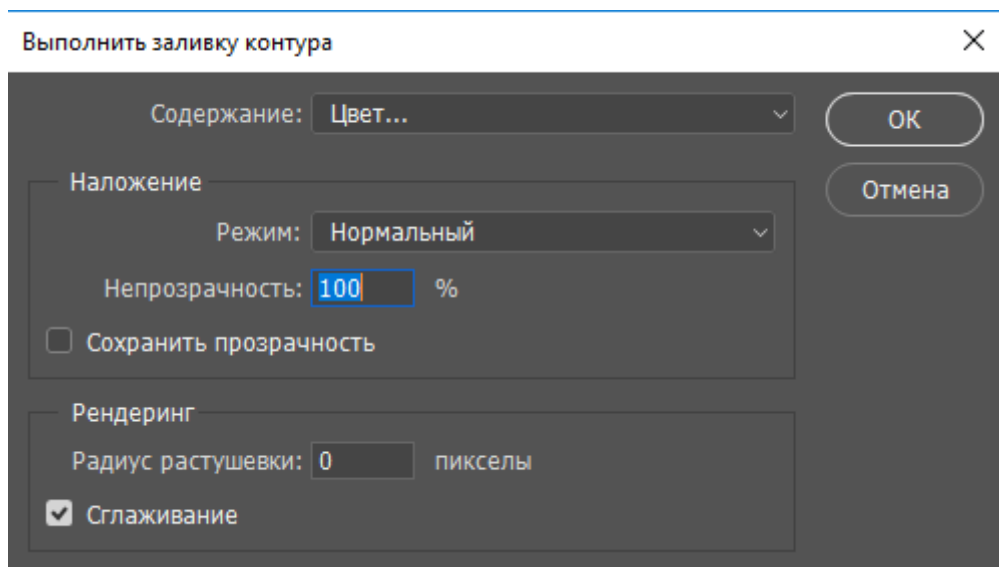 Выполнить заливку контура
Содержание: Цвет...
OK
Наложение
Отмена
Режим: Нормальный
Непрозрачность: 100 %
Сохранить прозрачность
Рендеринг
Радиус растушевки: 0 пикселы
Сглаживание